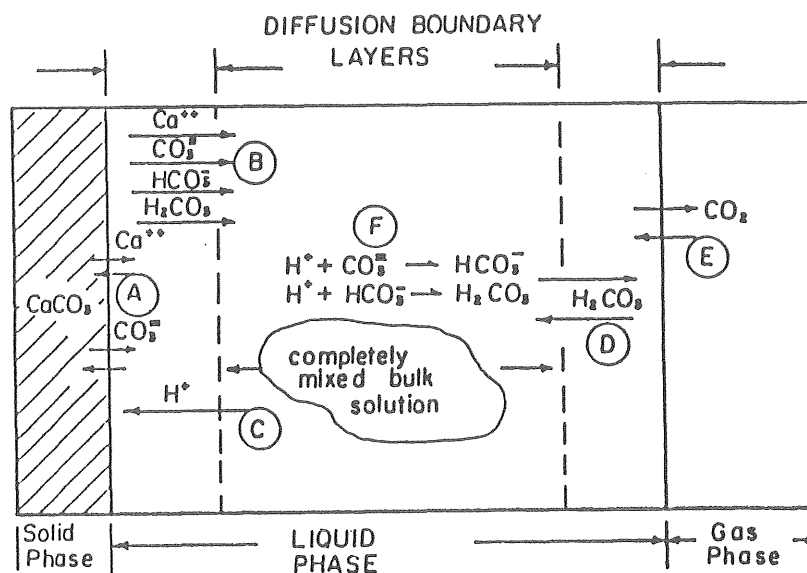 DIFFUSION BOUNDARY
LAYERS
Ca⁺⁺
CO₃⁼
B
HCO₃⁻
H₂CO₃
Ca⁺⁺
A
CaCO₃
CO₃⁼
H⁺
C
F
H⁺ + CO₃⁼ → HCO₃⁻
H⁺ + HCO₃⁻ → H₂CO₃
completely
mixed bulk
solution
H₂CO₃
D
CO₂
E
Solid
Phase
LIQUID
PHASE
Gas
Phase